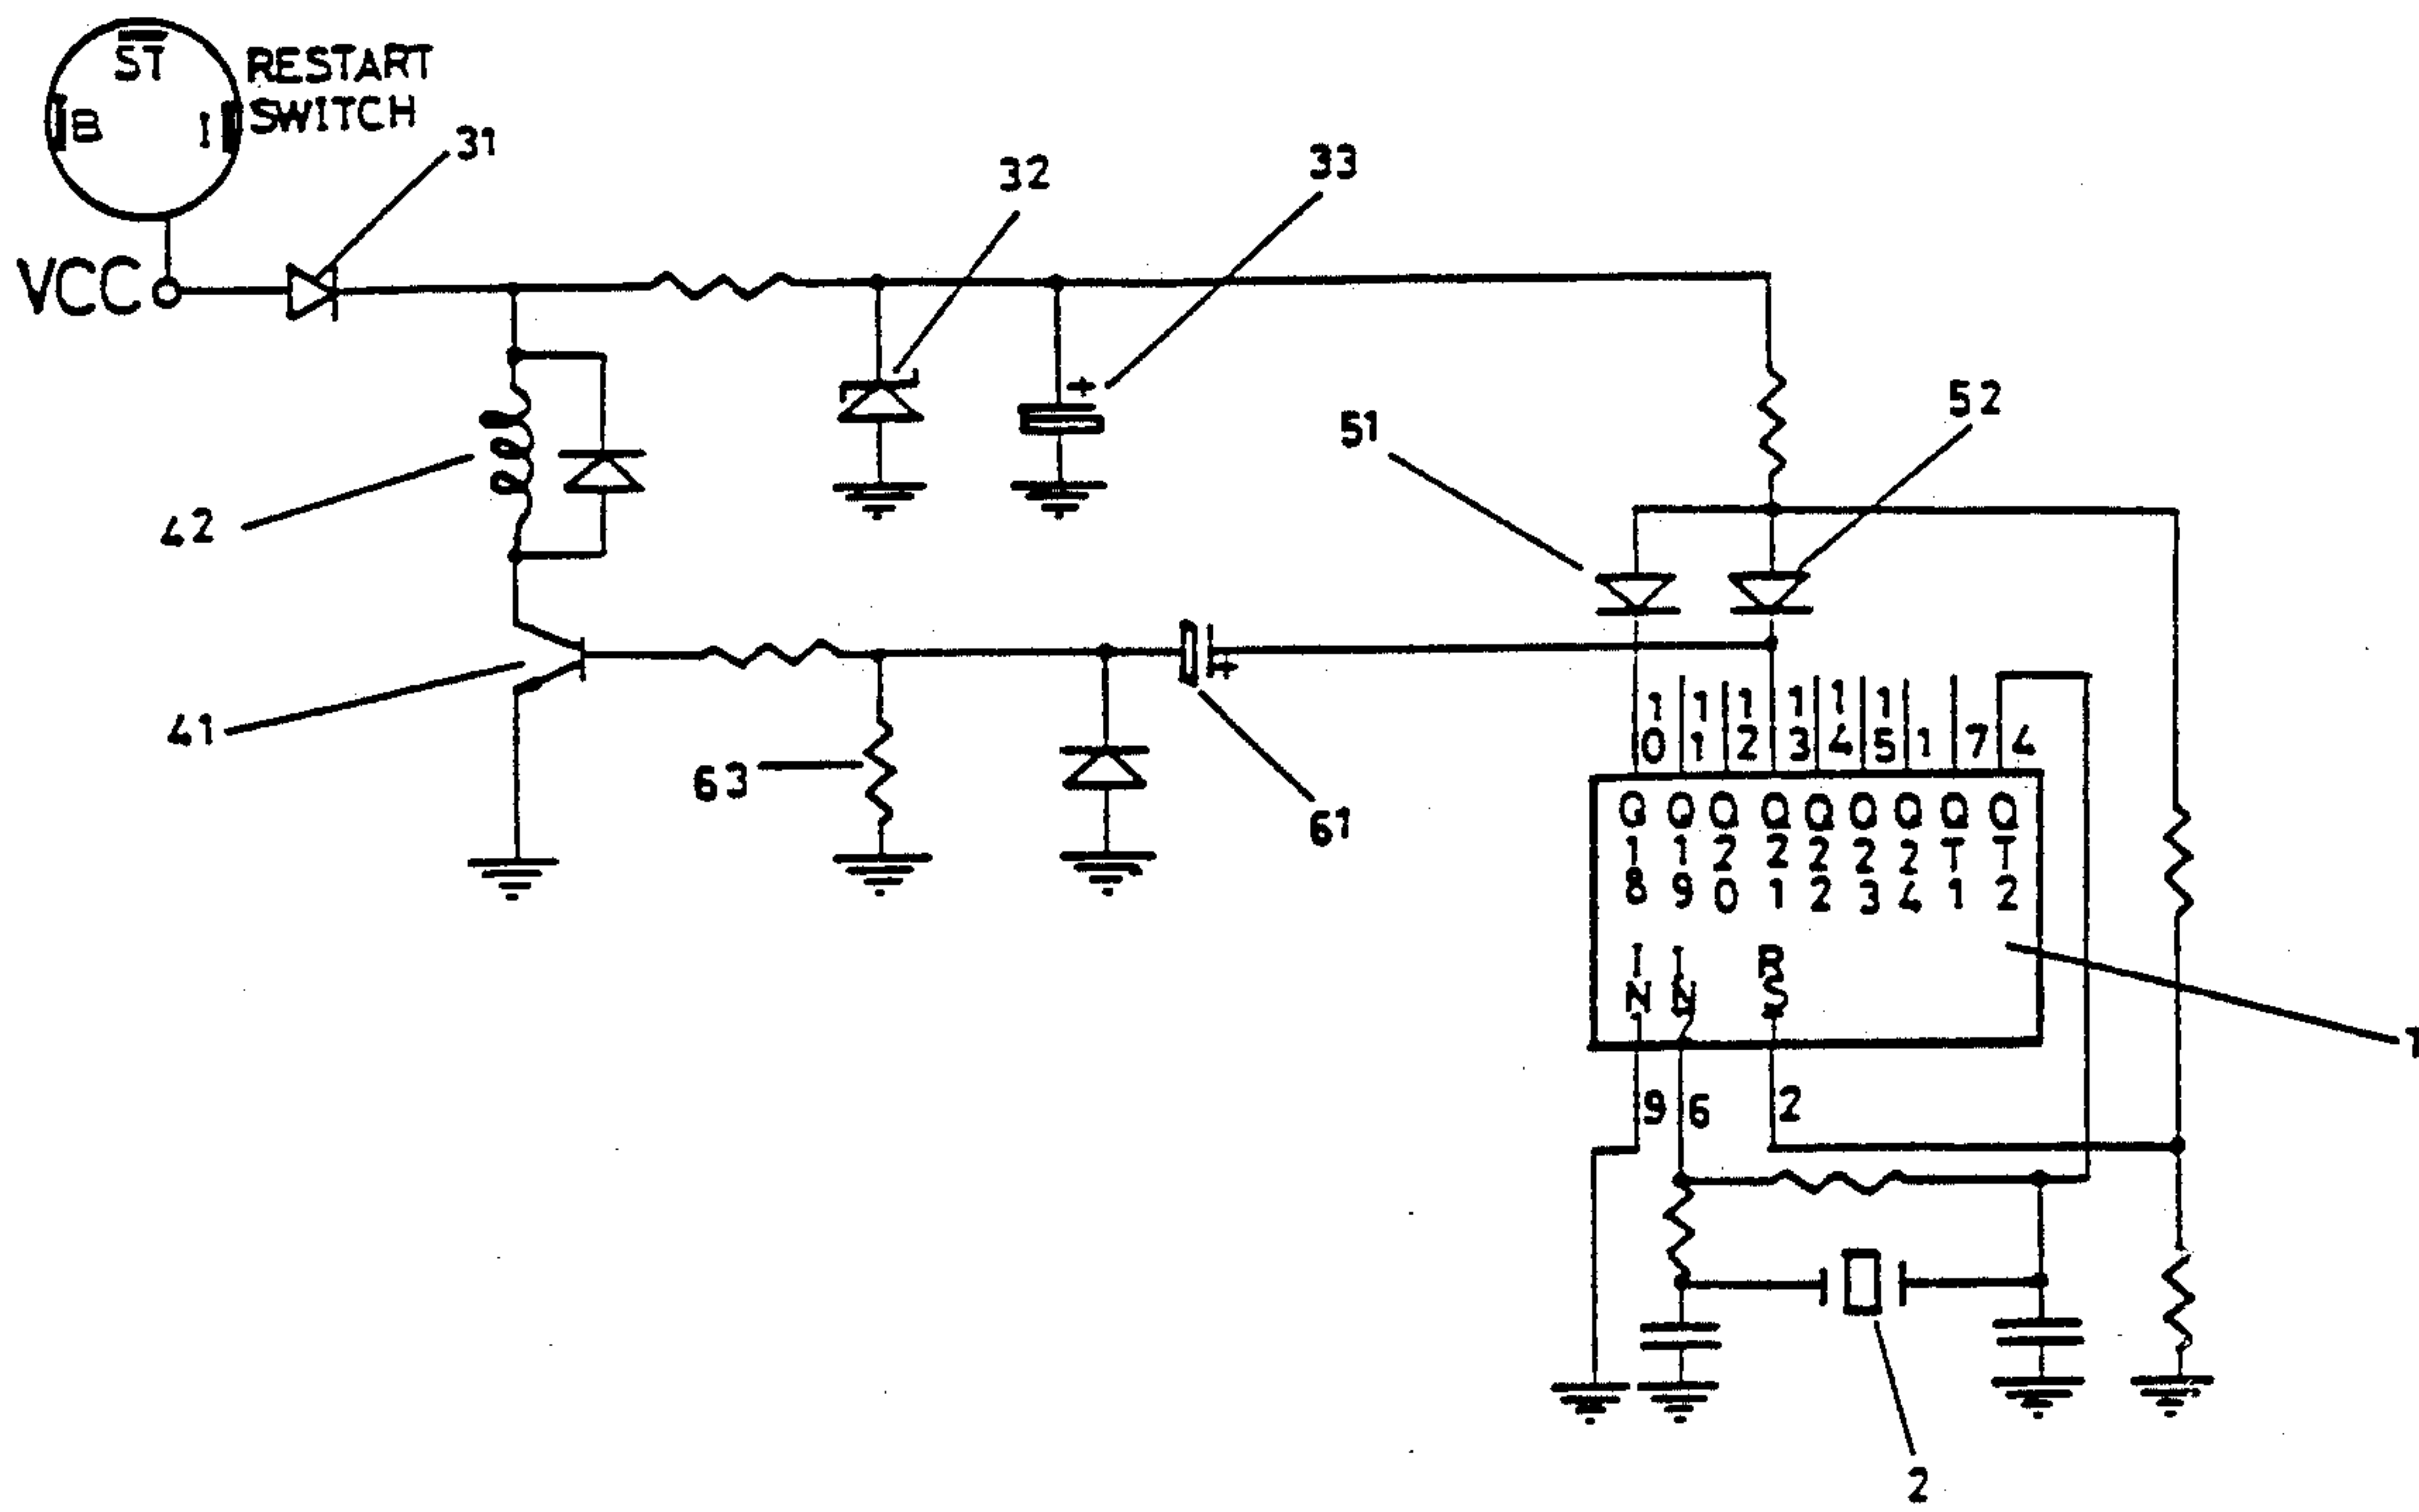 ST
RESTART
SWITCH
B
I
31
VCC
32
33
42
51
52
41
63
61
10 11 12 13 14 15 1 7 4
Q18 Q19 Q20 Q21 Q22 Q23 Q24 QT1 QT2
IN IN RS
1
9 6 2
2